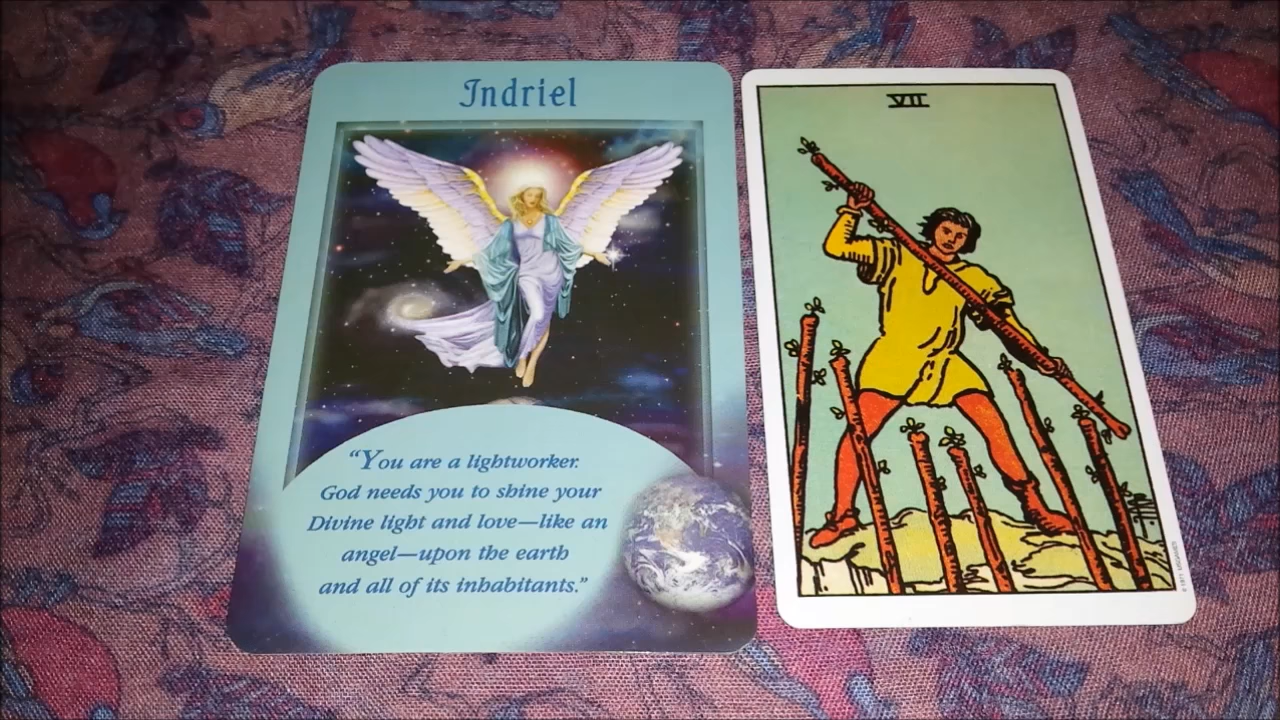 Indriel
"You are a lightworker.
God needs you to shine your
Divine light and love—like an
angel—upon the earth
and all of its inhabitants."
VII